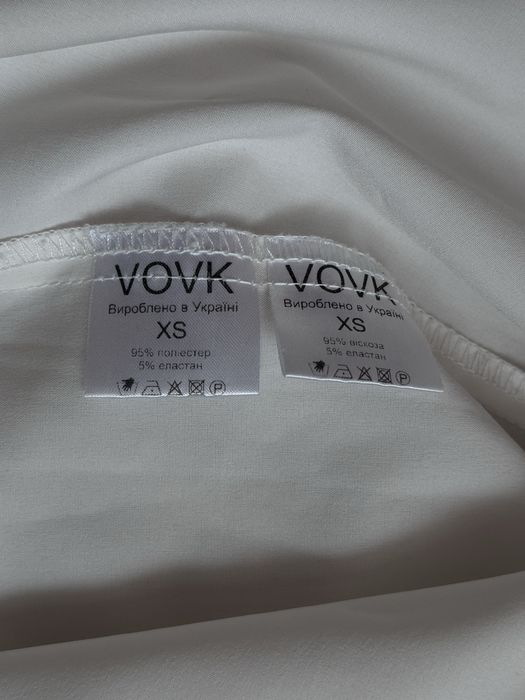 VOVK
Вироблено в Україні
XS
95% поліестер
5% еластан
VOVK
Вироблено в Україні
XS
95% віскоза
5% еластан